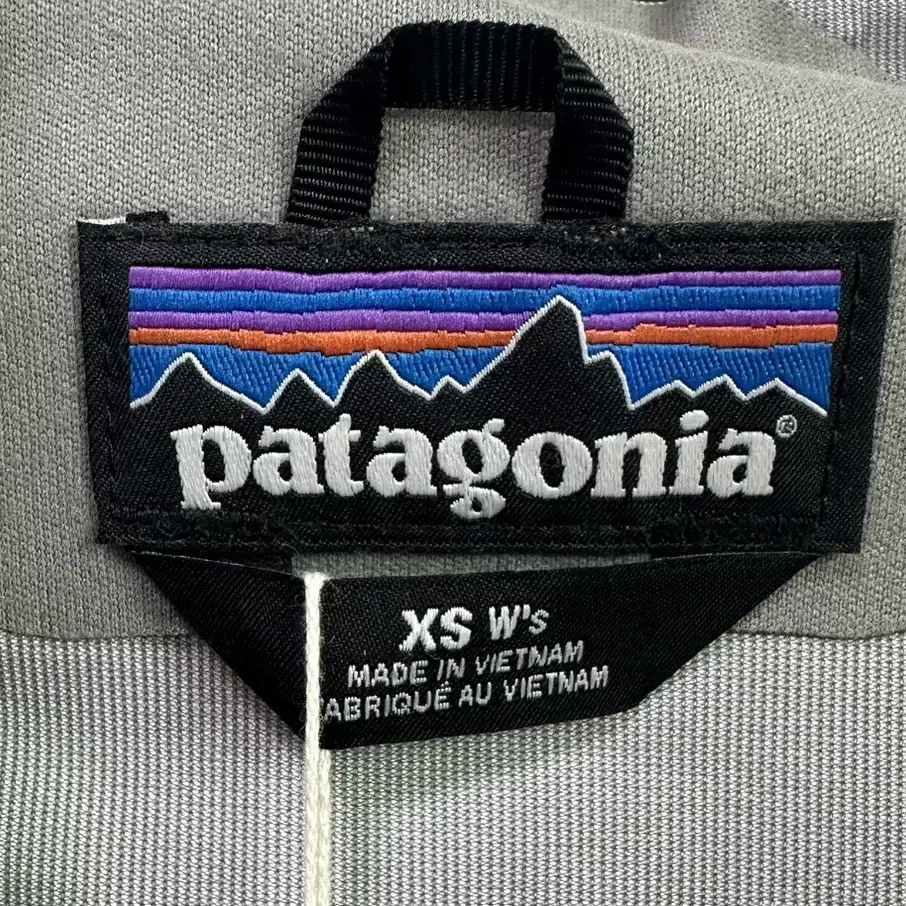 patagonia®
XS W's
MADE IN VIETNAM
ABRIQUÉ AU VIETNAM